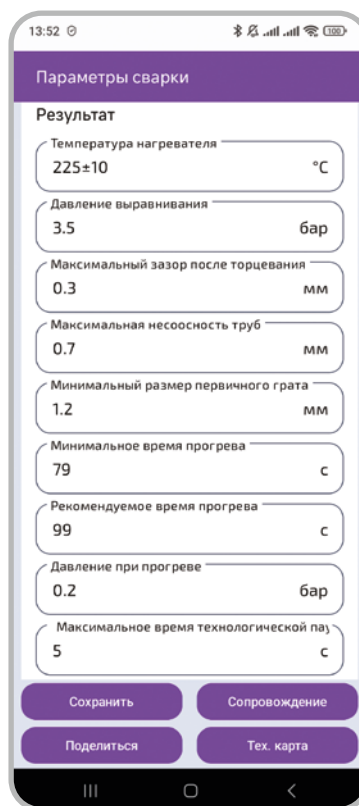 13:52
100
Параметры сварки
Результат
Температура нагревателя
225±10 °C
Давление выравнивания
3.5 бар
Максимальный зазор после торцевания
0.3 мм
Максимальная несоосность труб
0.7 мм
Минимальный размер первичного грата
1.2 мм
Минимальное время прогрева
79 с
Рекомендуемое время прогрева
99 с
Давление при прогреве
0.2 бар
Максимальное время технологической пау
5 с
Сохранить Сопровождение
Поделиться Тех. карта